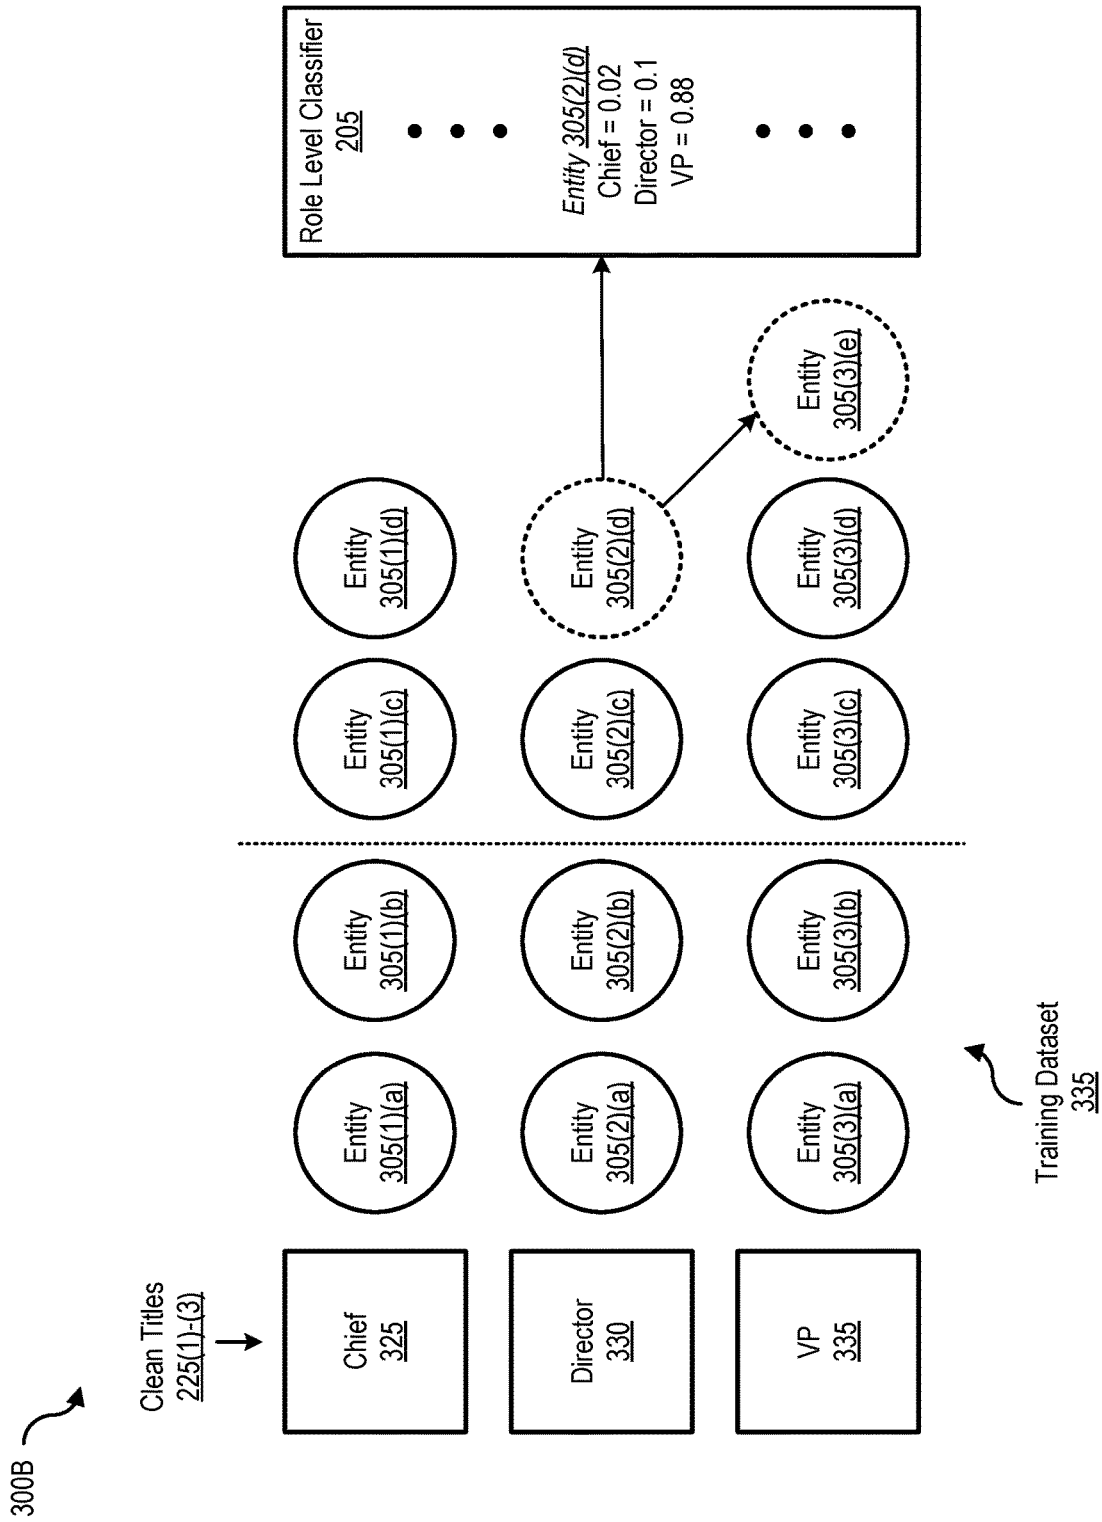 300B
Clean Titles
225(1)-(3)
Chief
325
Entity
305(1)(a)
Entity
305(1)(b)
Entity
305(1)(c)
Entity
305(1)(d)
Director
330
Entity
305(2)(a)
Entity
305(2)(b)
Entity
305(2)(c)
Entity
305(2)(d)
VP
335
Entity
305(3)(a)
Entity
305(3)(b)
Entity
305(3)(c)
Entity
305(3)(d)
Entity
305(3)(e)
Role Level Classifier
205
Entity 305(2)(d)
Chief = 0.02
Director = 0.1
VP = 0.88
Training Dataset
335